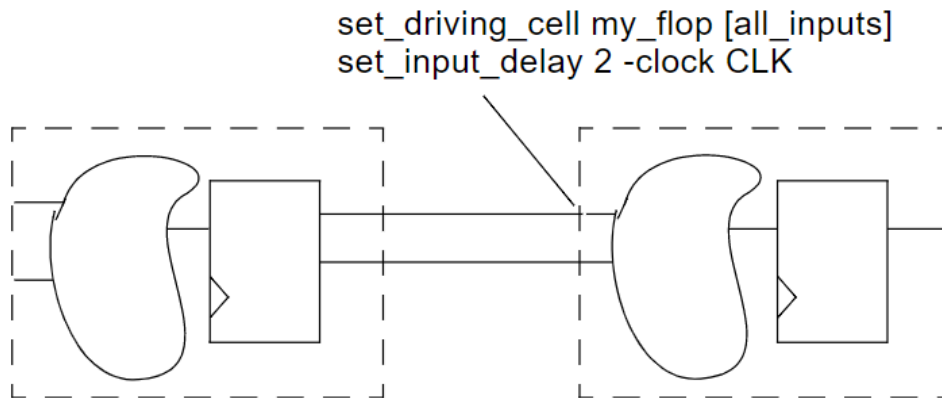 set_driving_cell my_flop [all_inputs]
set_input_delay 2 -clock CLK